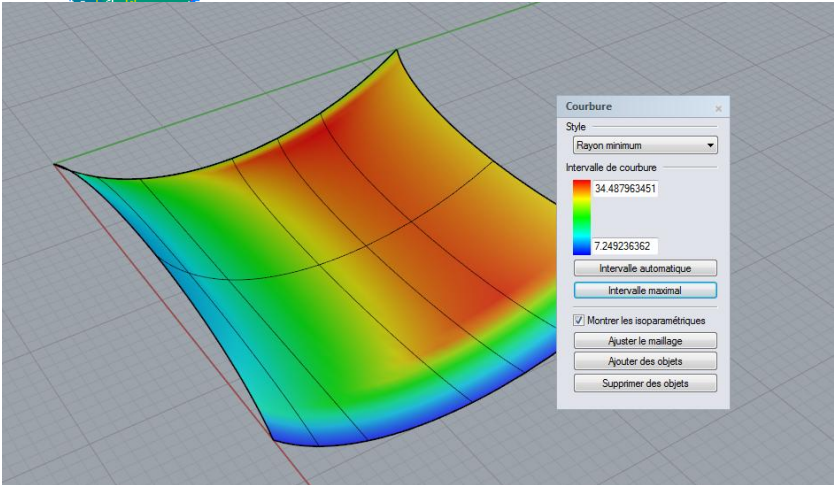 Courbure
Style
Rayon minimum
Intervalle de courbure
34.487963451
7.249236362
Intervalle automatique
Intervalle maximal
Montrer les isoparamétriques
Ajuster le maillage
Ajouter des objets
Supprimer des objets